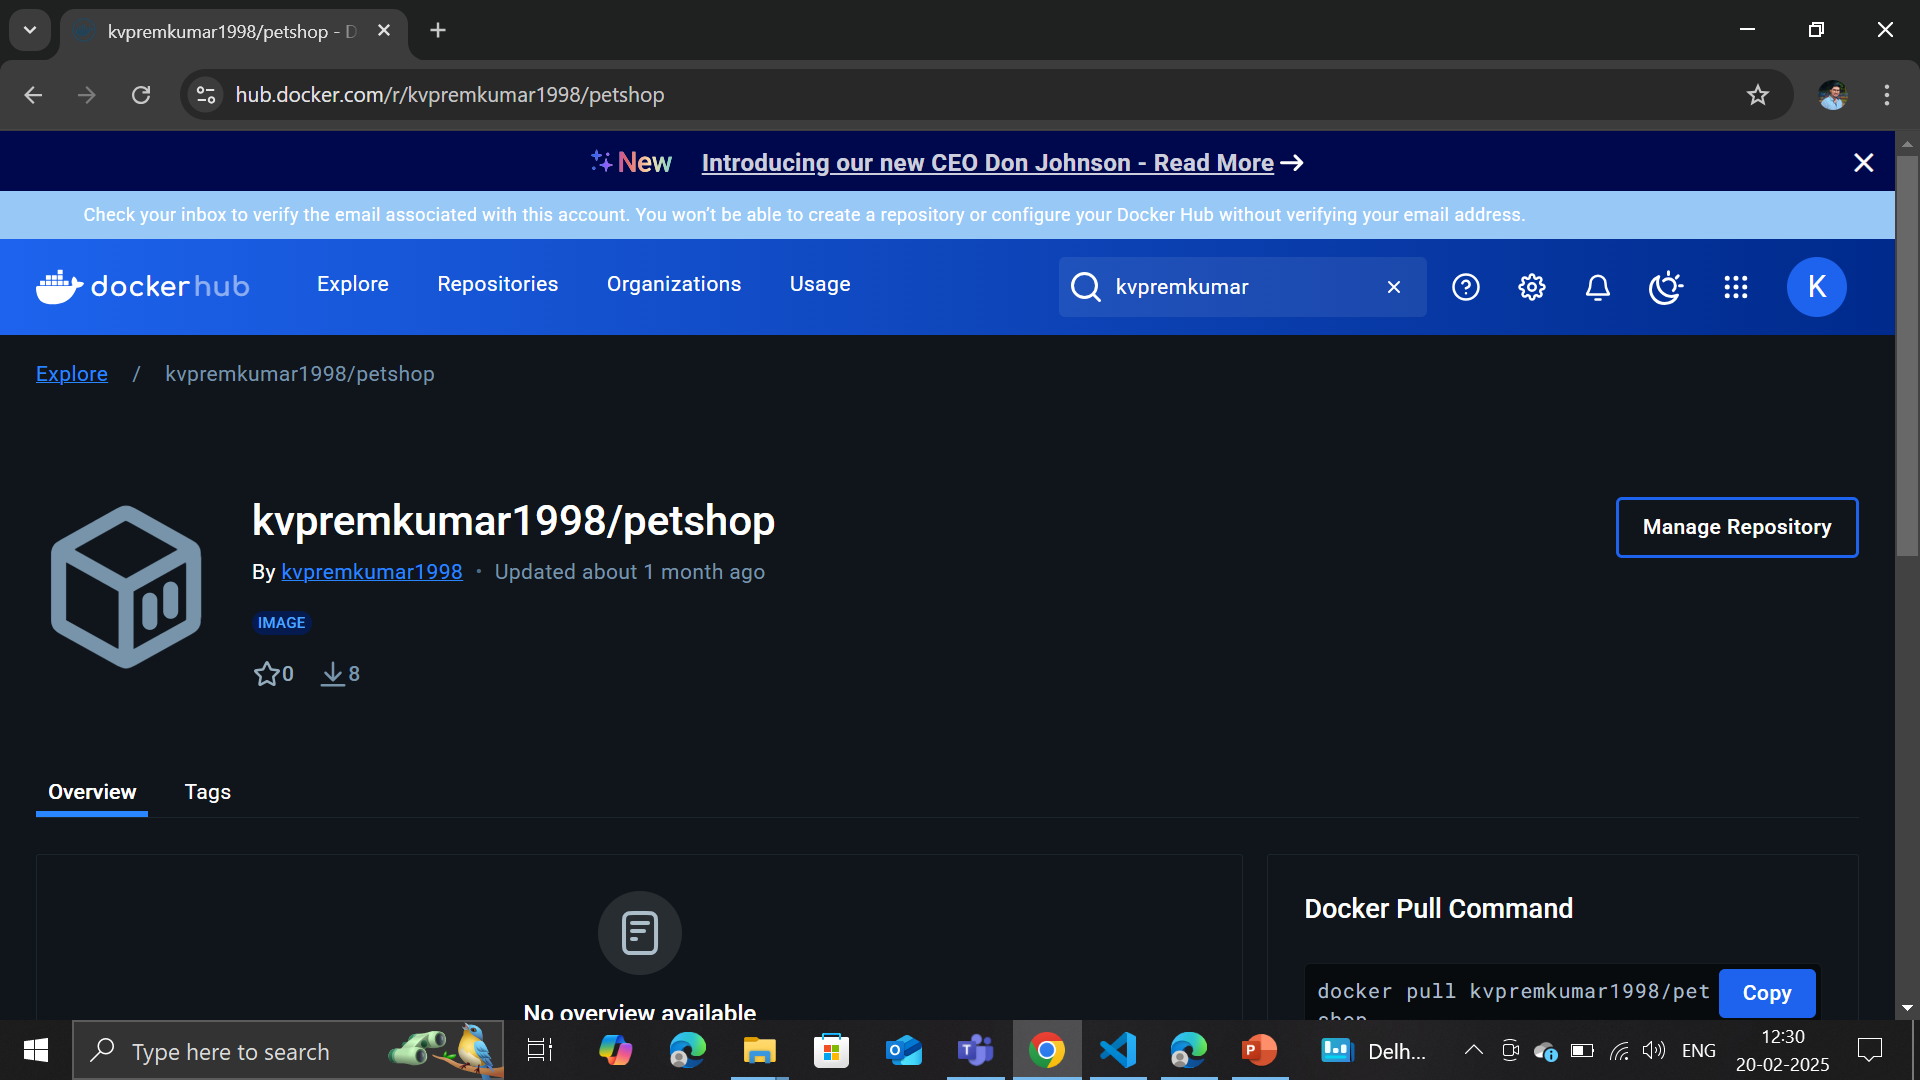 kvpremkumar1998/petshop - D
hub.docker.com/r/kvpremkumar1998/petshop
New Introducing our new CEO Don Johnson - Read More →
Check your inbox to verify the email associated with this account. You won't be able to create a repository or configure your Docker Hub without verifying your email address.
dockerhub Explore Repositories Organizations Usage kvpremkumar K
Explore / kvpremkumar1998/petshop
kvpremkumar1998/petshop
Manage Repository
By kvpremkumar1998 · Updated about 1 month ago
IMAGE
0 8
Overview Tags
Docker Pull Command
docker pull kvpremkumar1998/pet
shop
Copy
No overview available
Type here to search
Delh...
ENG
12:30
20-02-2025